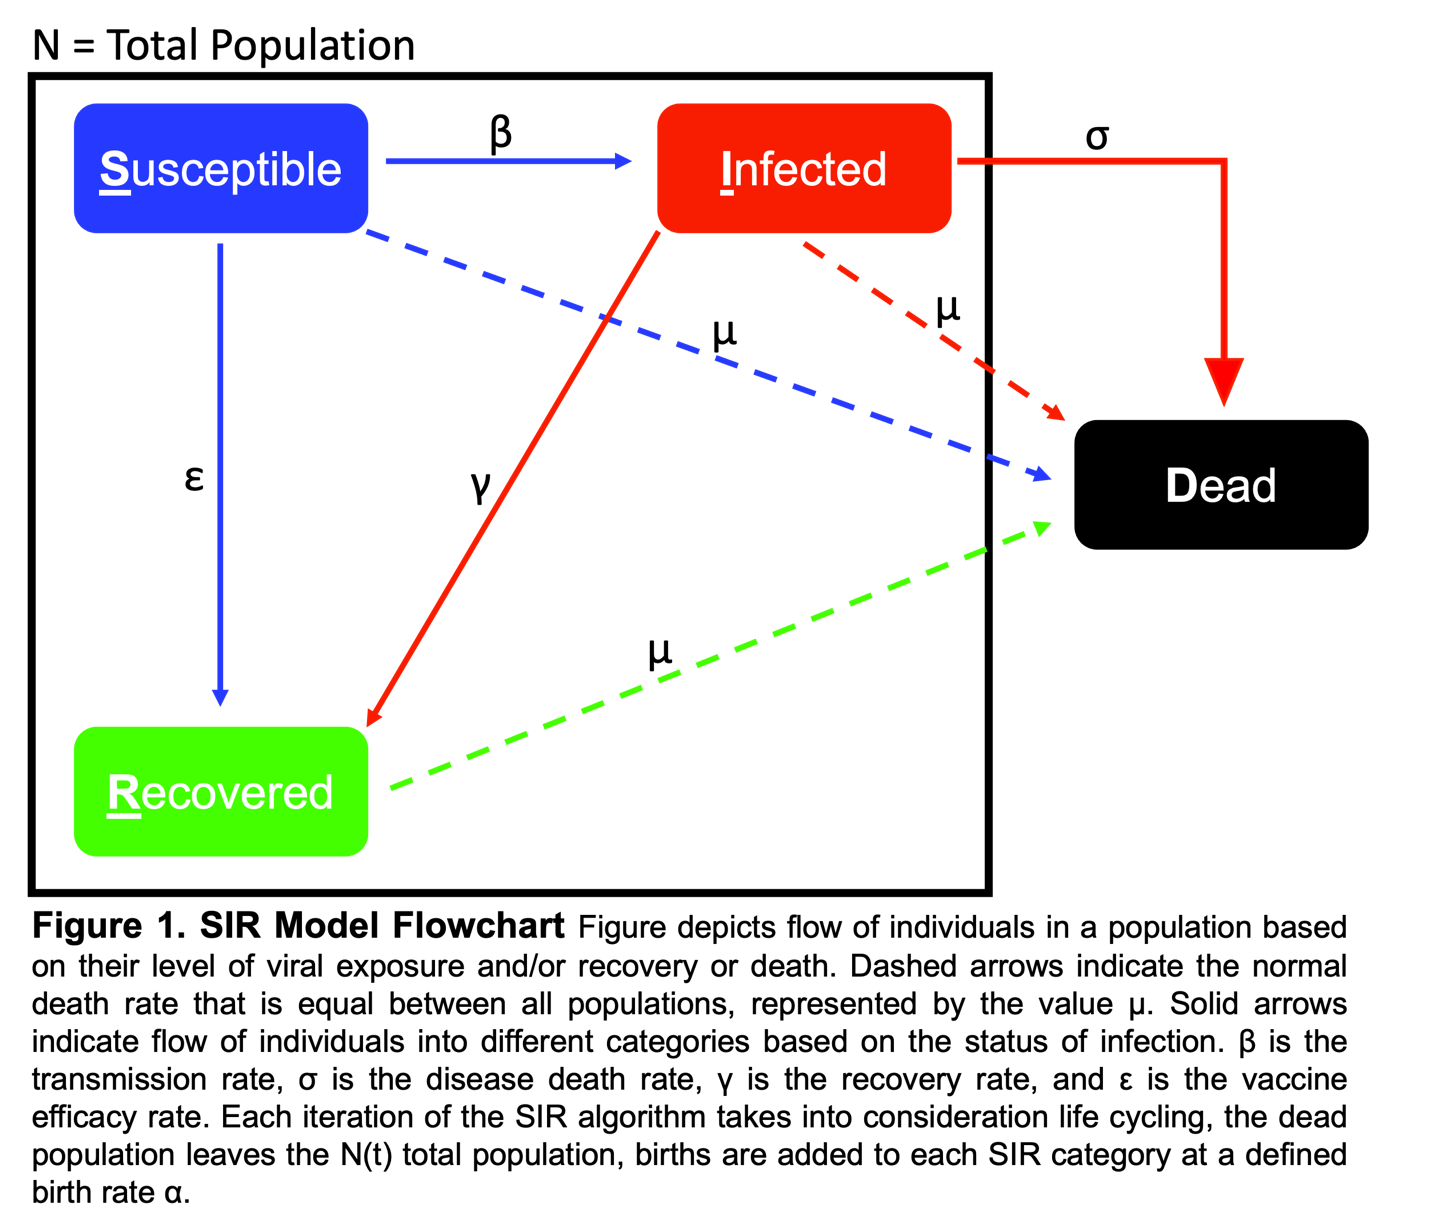 N = Total Population
Susceptible
β
Infected
σ
μ
μ
ε
γ
Dead
μ
Recovered
Figure 1. SIR Model Flowchart Figure depicts flow of individuals in a population based
on their level of viral exposure and/or recovery or death. Dashed arrows indicate the normal
death rate that is equal between all populations, represented by the value μ. Solid arrows
indicate flow of individuals into different categories based on the status of infection. β is the
transmission rate, σ is the disease death rate, γ is the recovery rate, and ε is the vaccine
efficacy rate. Each iteration of the SIR algorithm takes into consideration life cycling, the dead
population leaves the N(t) total population, births are added to each SIR category at a defined
birth rate α.